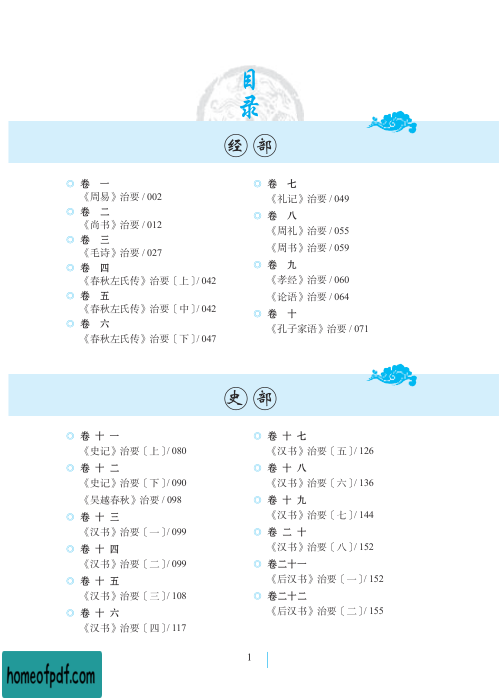 目
录
经 部
卷 一
《周易》治要 / 002
卷 二
《尚书》治要 / 012
卷 三
《毛诗》治要 / 027
卷 四
《春秋左氏传》治要〔上〕/ 042
卷 五
《春秋左氏传》治要〔中〕/ 042
卷 六
《春秋左氏传》治要〔下〕/ 047
卷 七
《礼记》治要 / 049
卷 八
《周礼》治要 / 055
《周书》治要 / 059
卷 九
《孝经》治要 / 060
《论语》治要 / 064
卷 十
《孔子家语》治要 / 071
史 部
卷 十 一
《史记》治要〔上〕/ 080
卷 十 二
《史记》治要〔下〕/ 090
《吴越春秋》治要 / 098
卷 十 三
《汉书》治要〔一〕/ 099
卷 十 四
《汉书》治要〔二〕/ 099
卷 十 五
《汉书》治要〔三〕/ 108
卷 十 六
《汉书》治要〔四〕/ 117
卷 十 七
《汉书》治要〔五〕/ 126
卷 十 八
《汉书》治要〔六〕/ 136
卷 十 九
《汉书》治要〔七〕/ 144
卷 二 十
《汉书》治要〔八〕/ 152
卷二十一
《后汉书》治要〔一〕/ 152
卷二十二
《后汉书》治要〔二〕/ 155
1
homeofpdf.com